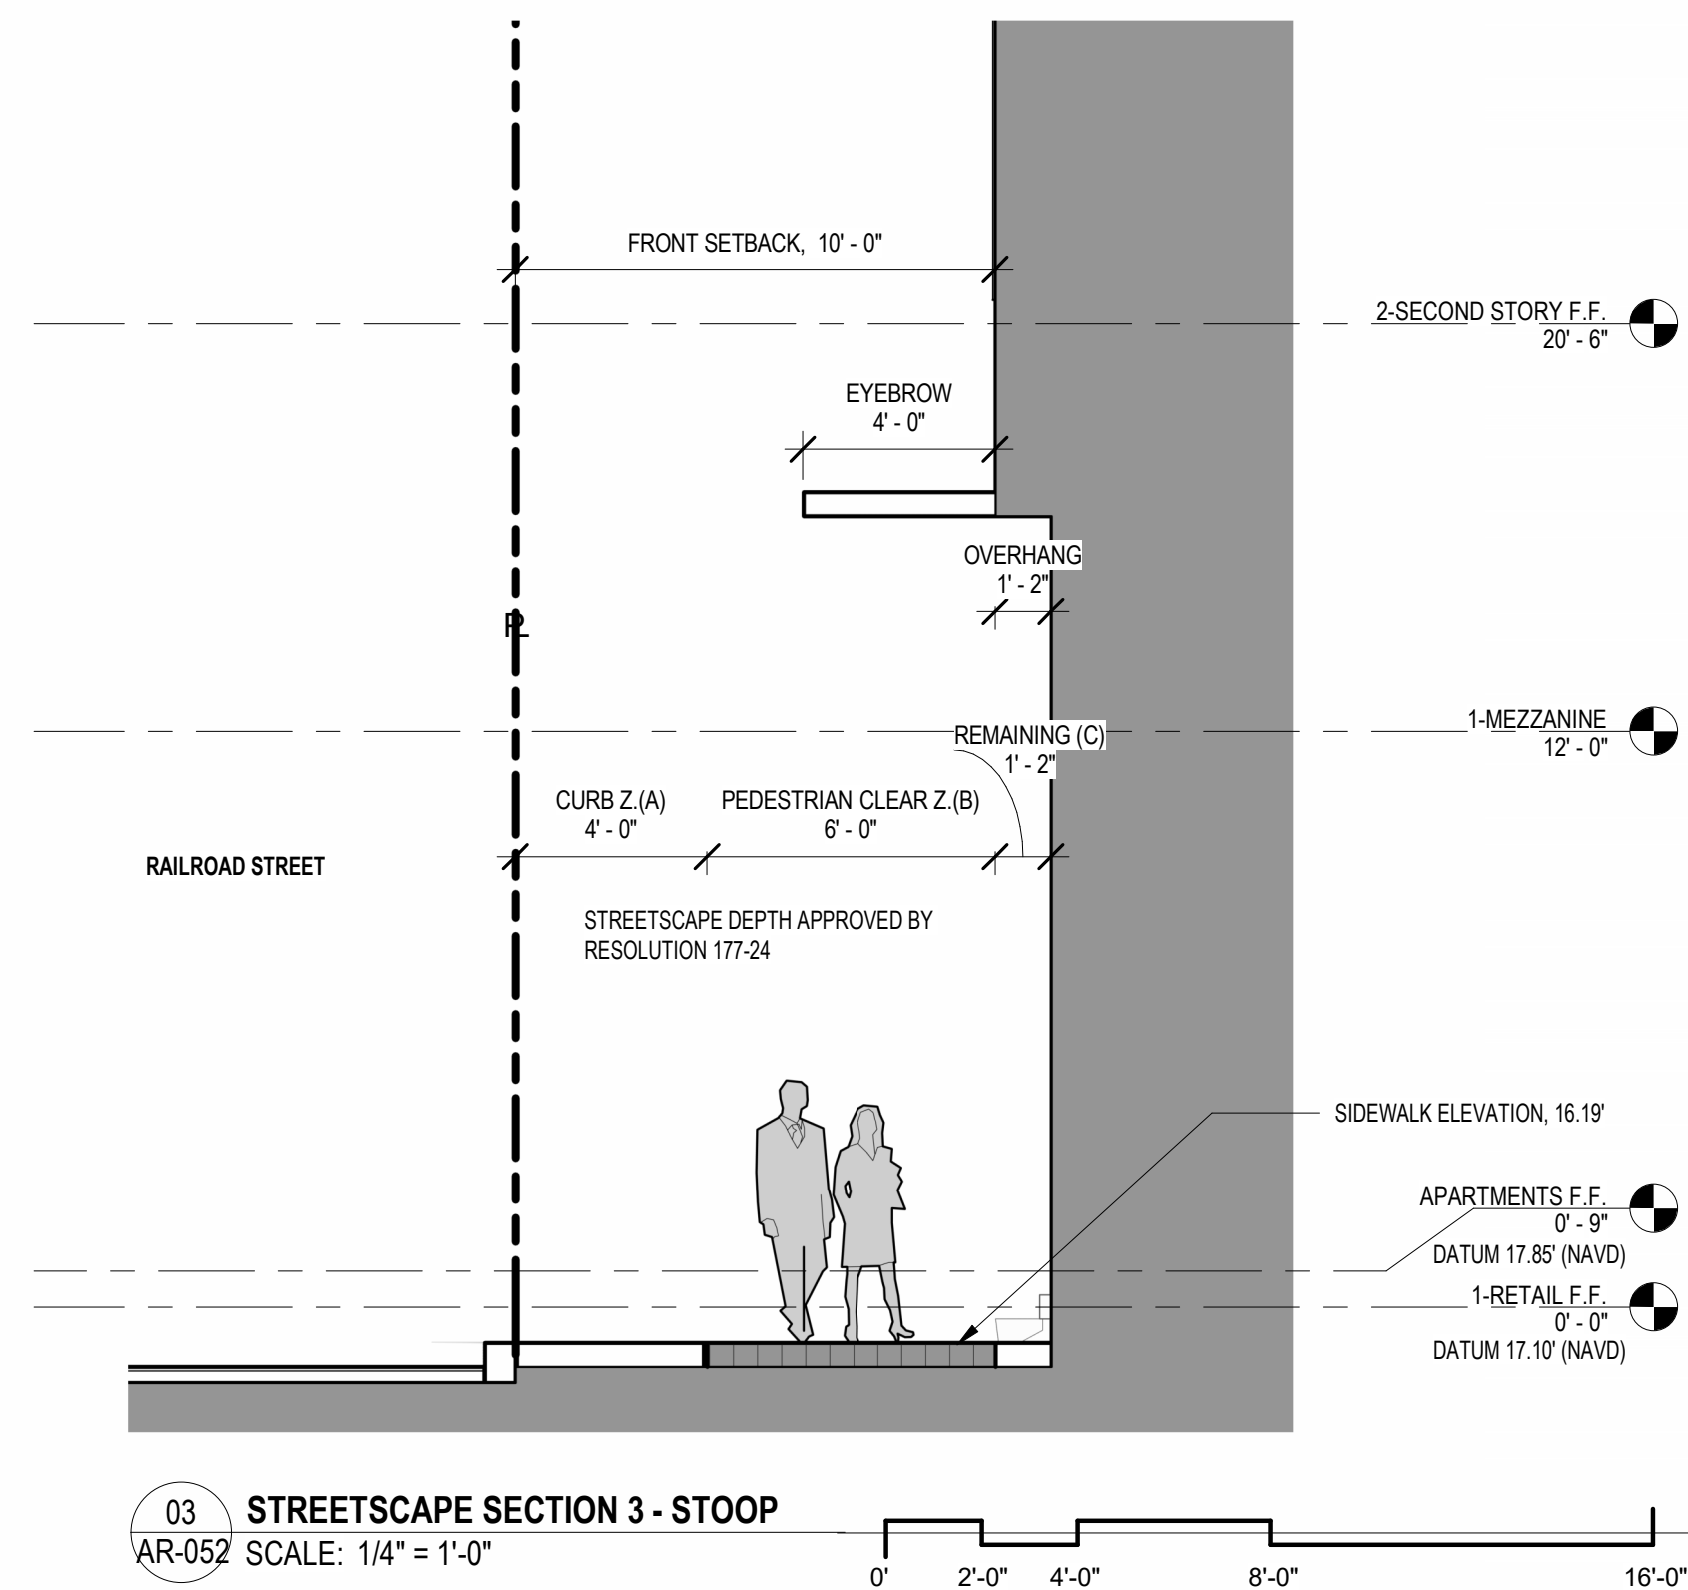 FRONT SETBACK, 10' - 0"
2-SECOND STORY F.F.
20' - 6"
EYEBROW
4' - 0"
OVERHANG
1' - 2"
PL
1-MEZZANINE
12' - 0"
REMAINING (C)
1' - 2"
CURB Z.(A)
4' - 0"
PEDESTRIAN CLEAR Z.(B)
6' - 0"
RAILROAD STREET
STREETSCAPE DEPTH APPROVED BY
RESOLUTION 177-24
SIDEWALK ELEVATION, 16.19'
APARTMENTS F.F.
0' - 9"
DATUM 17.85' (NAVD)
1-RETAIL F.F.
0' - 0"
DATUM 17.10' (NAVD)
03
AR-052
STREETSCAPE SECTION 3 - STOOP
SCALE: 1/4" = 1'-0"
0' 2'-0" 4'-0" 8'-0" 16'-0"